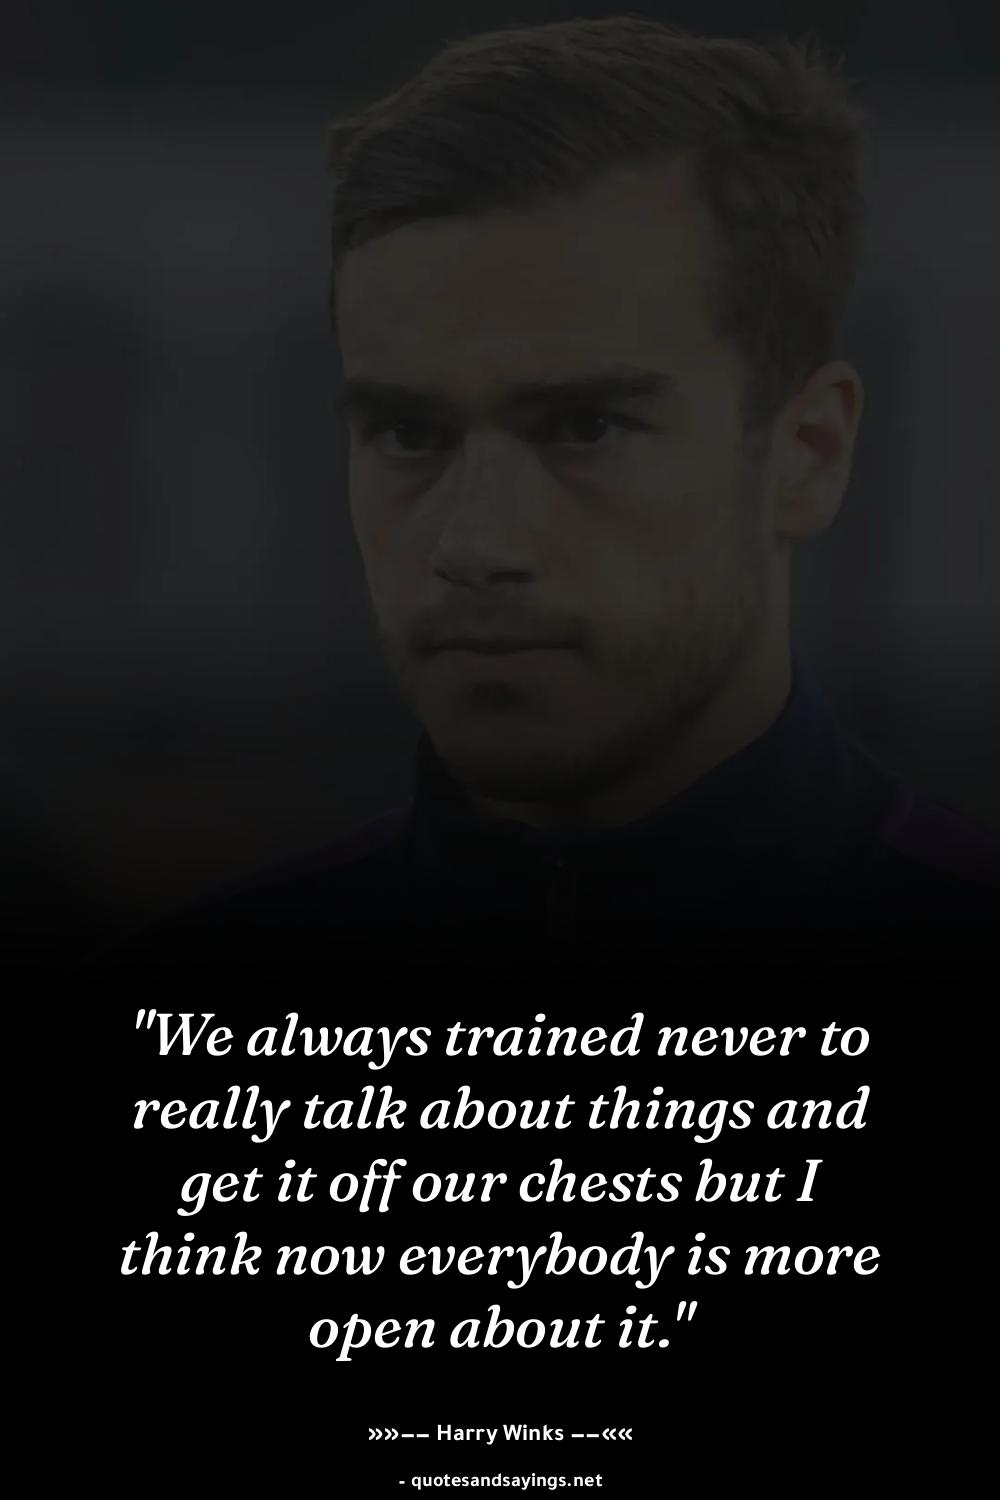 "We always trained never to
really talk about things and
get it off our chests but I
think now everybody is more
open about it."
»»–– Harry Winks ––««
- quotesandsayings.net